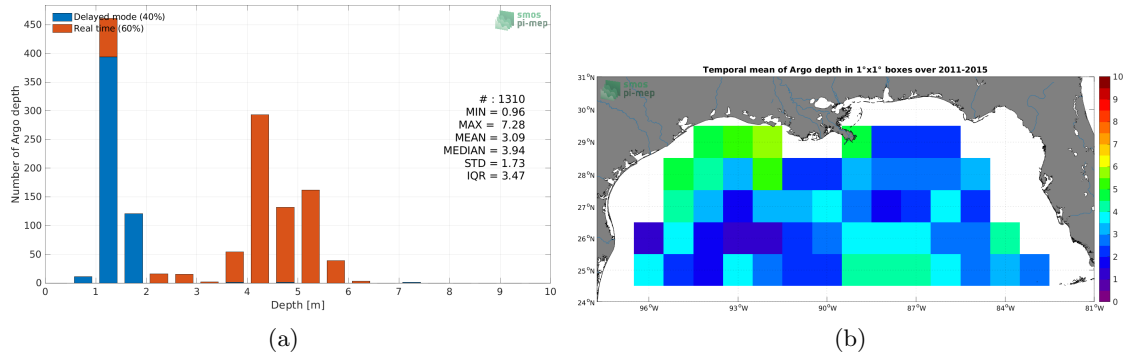 Delayed mode (40%)
Real time (60%)
smos
pi-mep
Number of Argo depth
450
400
350
300
250
200
150
100
50
0
# : 1310
MIN = 0.96
MAX = 7.28
MEAN = 3.09
MEDIAN = 3.94
STD = 1.73
IQR = 3.47
0 1 2 3 4 5 6 7 8 9 10
Depth [m]
(a)
Temporal mean of Argo depth in 1°x1° boxes over 2011-2015
smos
pi-mep
31°N
30°N
29°N
28°N
27°N
26°N
25°N
24°N
96°W 93°W 90°W 87°W 84°W 81°W
10
9
8
7
6
5
4
3
2
1
0
(b)